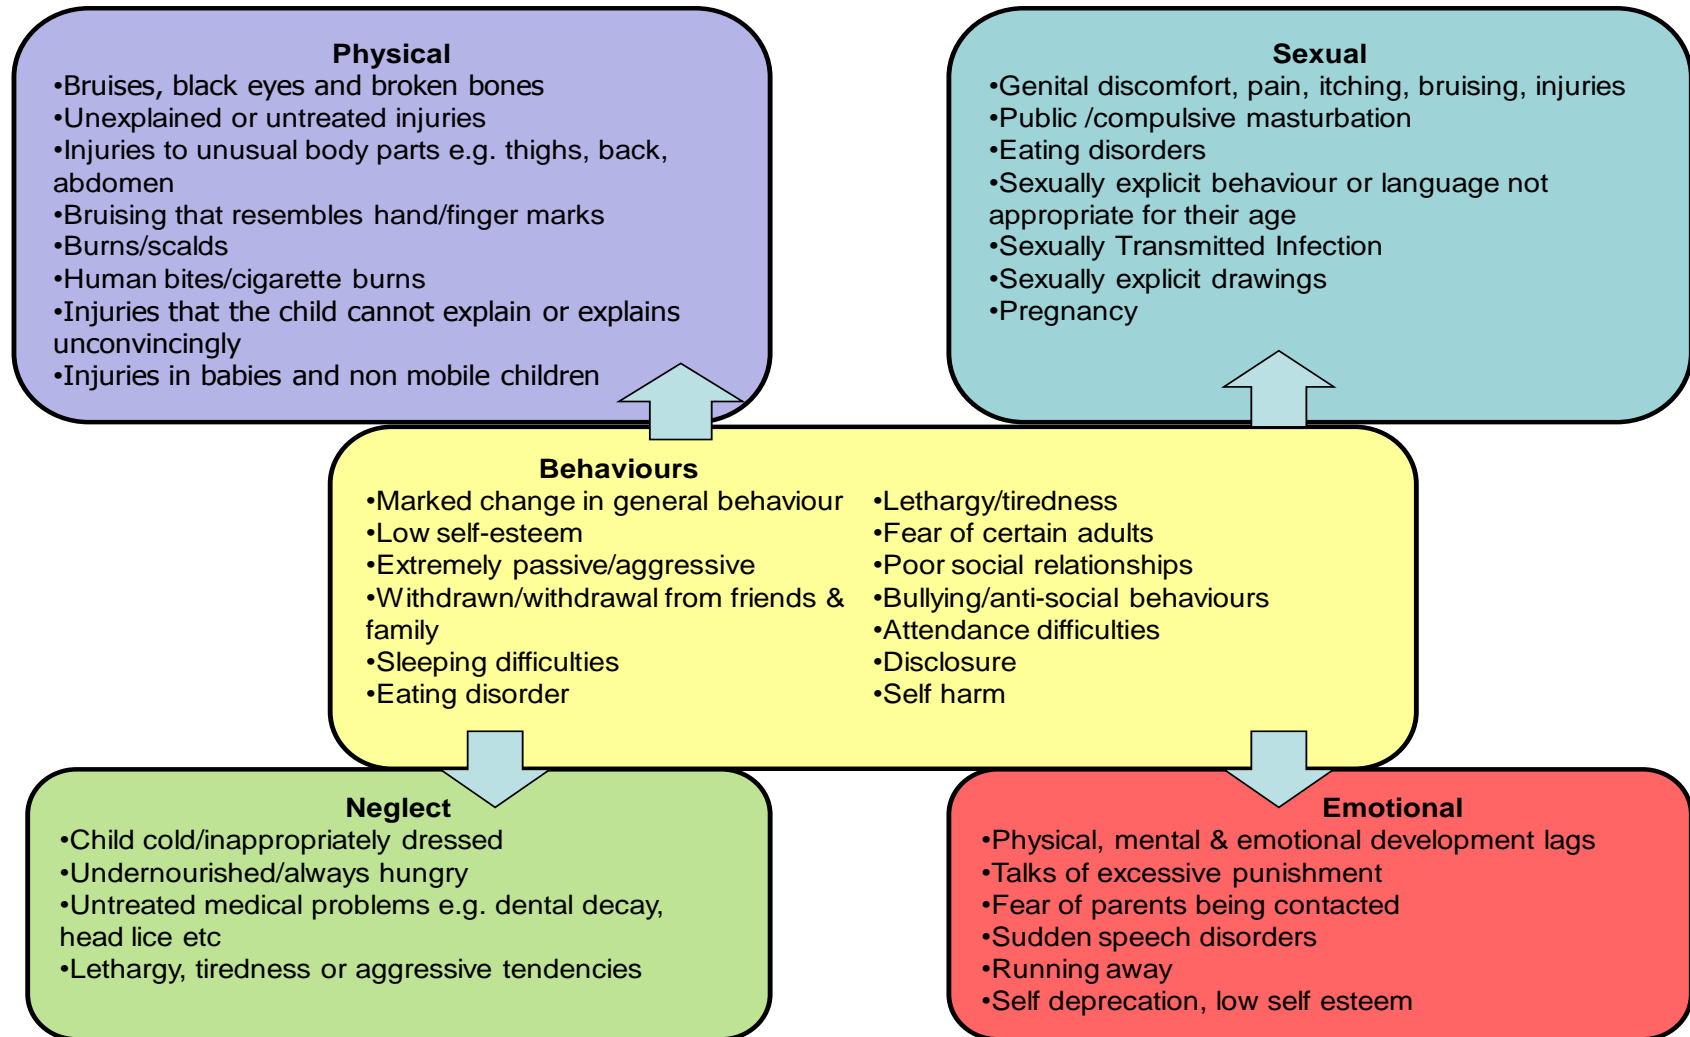 Physical
•Bruises, black eyes and broken bones
•Unexplained or untreated injuries
•Injuries to unusual body parts e.g. thighs, back,
abdomen
•Bruising that resembles hand/finger marks
•Burns/scalds
•Human bites/cigarette burns
•Injuries that the child cannot explain or explains
unconvincingly
•Injuries in babies and non mobile children
Sexual
•Genital discomfort, pain, itching, bruising, injuries
•Public /compulsive masturbation
•Eating disorders
•Sexually explicit behaviour or language not
appropriate for their age
•Sexually Transmitted Infection
•Sexually explicit drawings
•Pregnancy
Behaviours
•Marked change in general behaviour
•Low self-esteem
•Extremely passive/aggressive
•Withdrawn/withdrawal from friends &
family
•Sleeping difficulties
•Eating disorder
•Lethargy/tiredness
•Fear of certain adults
•Poor social relationships
•Bullying/anti-social behaviours
•Attendance difficulties
•Disclosure
•Self harm
Neglect
•Child cold/inappropriately dressed
•Undernourished/always hungry
•Untreated medical problems e.g. dental decay,
head lice etc
•Lethargy, tiredness or aggressive tendencies
Emotional
•Physical, mental & emotional development lags
•Talks of excessive punishment
•Fear of parents being contacted
•Sudden speech disorders
•Running away
•Self deprecation, low self esteem